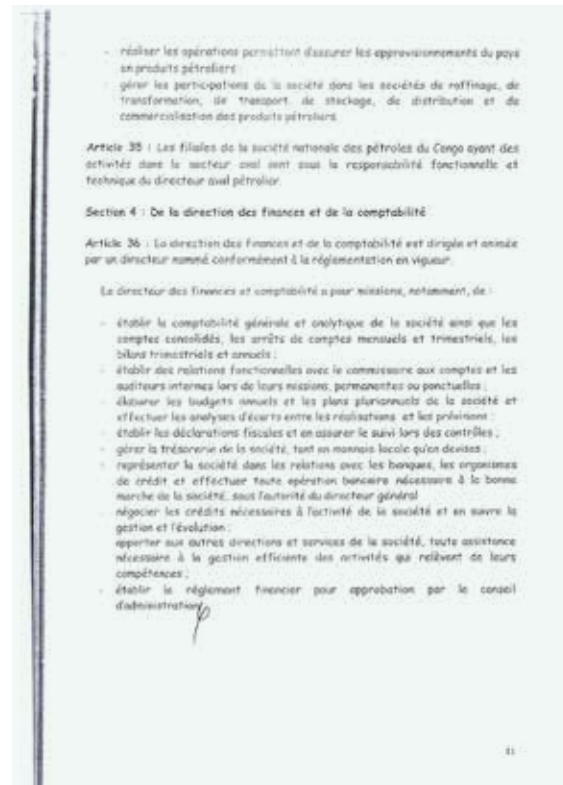 - réaliser les opérations permettant d'assurer les approvisionnements du pays
en produits pétroliers
- gérer les participations de la société dans les sociétés de raffinage, de
transformation, de transport, de stockage, de distribution et de
commercialisation des produits pétroliers.
Article 35 : Les filiales de la société nationale des pétroles du Congo ayant des
activités dans le secteur aval sont sous la responsabilité fonctionnelle et
technique du directeur aval pétrolier.
Section 4 : De la direction des finances et de la comptabilité
Article 36 : La direction des finances et de la comptabilité est dirigée et animée
par un directeur nommé conformément à la réglementation en vigueur.
Le directeur des finances et comptabilité a pour missions, notamment, de :
- établir la comptabilité générale et analytique de la société ainsi que les
comptes consolidés, les arrêts de comptes mensuels et trimestriels, les
bilans trimestriels et annuels ;
- établir des relations fonctionnelles avec le commissaire aux comptes et les
auditeurs internes lors de leurs missions, permanentes ou ponctuelles ;
- élaborer les budgets annuels et les plans pluriannuels de la société et
effectuer les analyses d'écarts entre les réalisations et les prévisions ;
- établir les déclarations fiscales et en assurer le suivi lors des contrôles ;
- gérer la trésorerie de la société, tant en monnaie locale qu'en devises ;
- représenter la société dans les relations avec les banques, les organismes
de crédit et effectuer toute opération bancaire nécessaire à la bonne
marche de la société, sous l'autorité du directeur général
- négocier les crédits nécessaires à l'activité de la société et en suivre la
gestion et l'évolution ;
apporter aux autres directions et services de la société, toute assistance
nécessaire à la gestion efficiente des activités qui relèvent de leurs
compétences ;
- établir le règlement financier pour approbation par le conseil
d'administration